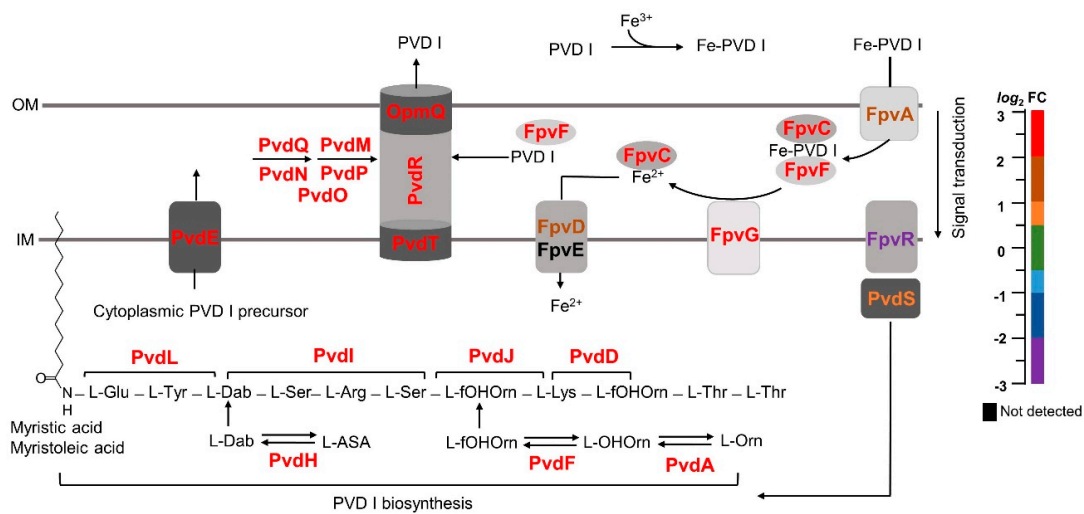 PVD I
PVD I
Fe³⁺
Fe-PVD I
Fe-PVD I
OM
OpmQ
FpvA
log₂ FC
PvdQ PvdM
PvdN PvdP
PvdO
PvdR
FpvF
PVD I
FpvC
Fe²⁺
FpvC
Fe-PVD I
FpvF
Signal transduction
IM
PvdE
PvdT
FpvD
FpvE
FpvG
FpvR
PvdS
Cytoplasmic PVD I precursor
Fe²⁺
3
2
1
0
-1
-2
-3
Not detected
PvdL PvdI PvdJ PvdD
O
N
H
L-Glu – L-Tyr – L-Dab – L-Ser – L-Arg – L-Ser – L-fOHOrn – L-Lys – L-fOHOrn – L-Thr – L-Thr
Myristic acid
Myristoleic acid
L-Dab L-ASA L-fOHOrn L-OHOrn L-Orn
PvdH PvdF PvdA
PVD I biosynthesis